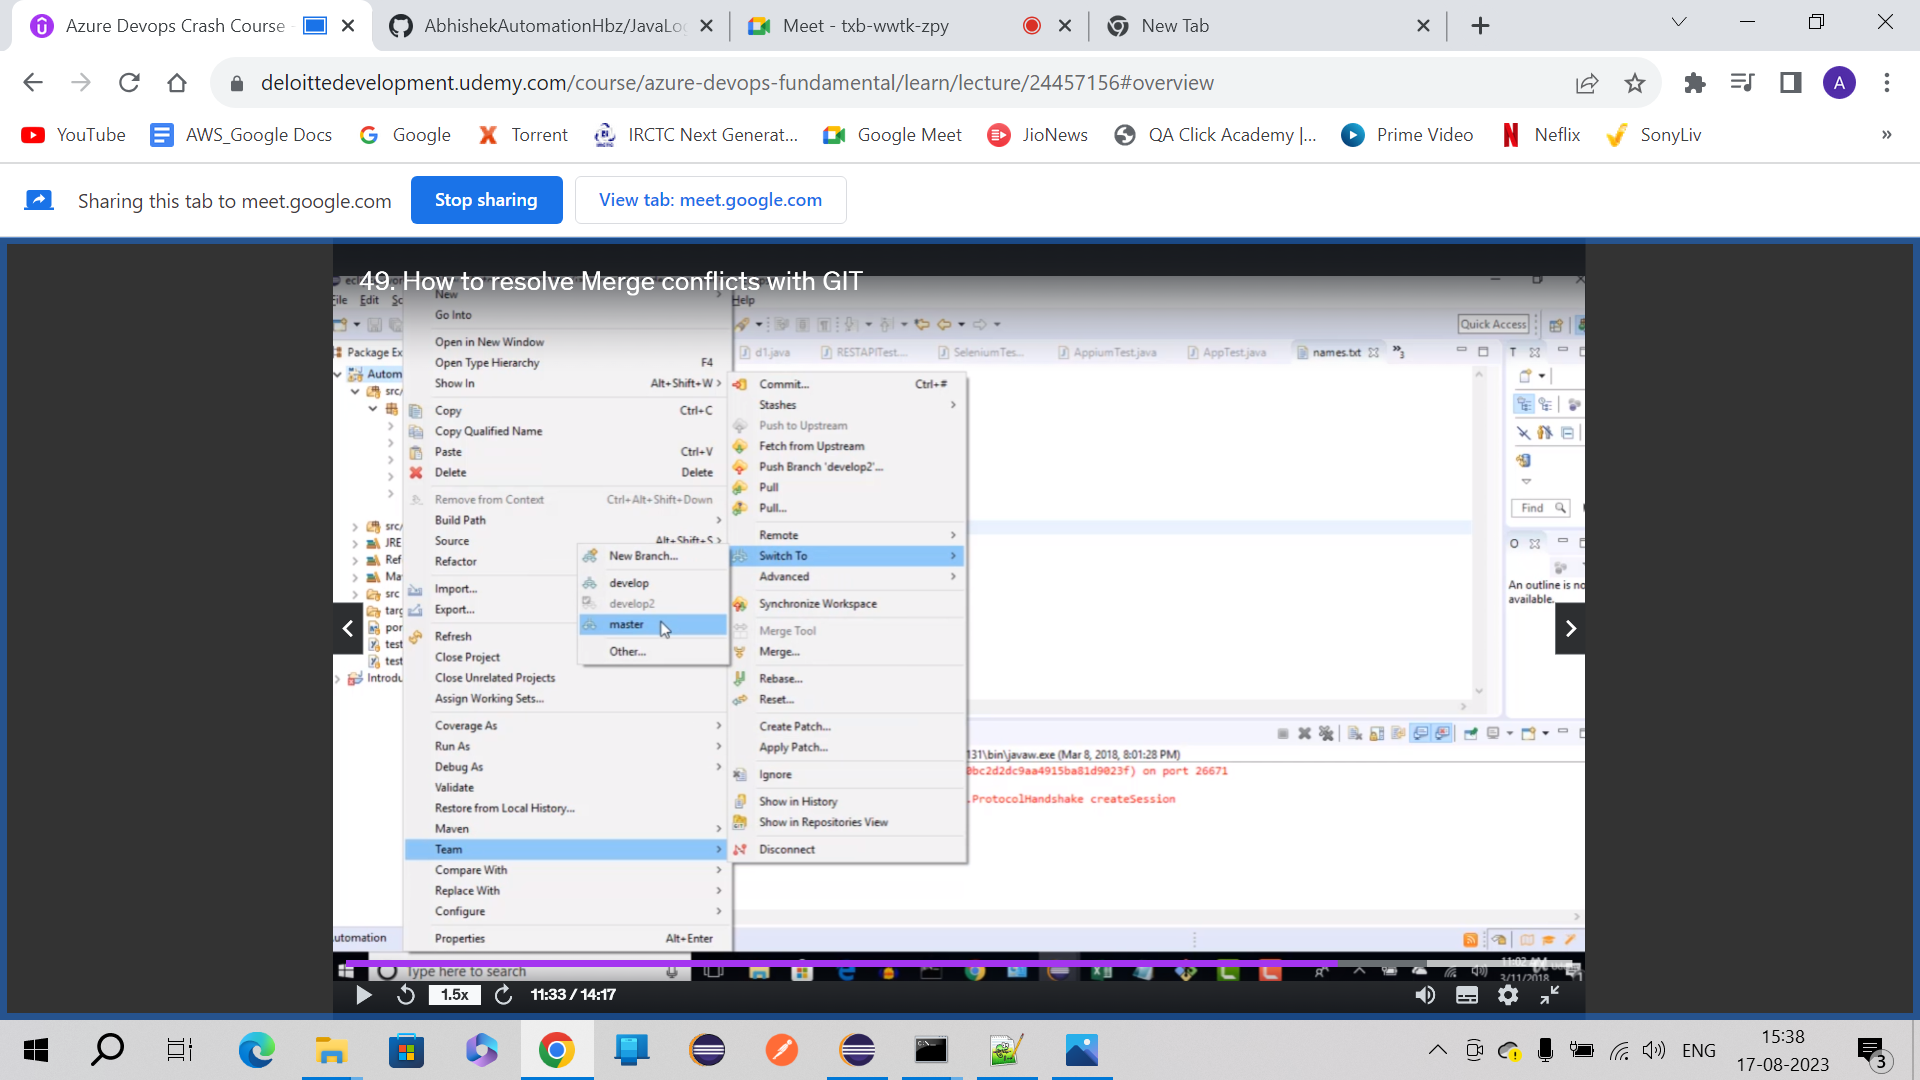 Azure Devops Crash Course
AbhishekAutomationHbz/JavaLog
Meet - txb-wwtk-zpy
New Tab
deloittedevelopment.udemy.com/course/azure-devops-fundamental/learn/lecture/24457156#overview
A
YouTube
AWS_Google Docs
Google
Torrent
IRCTC Next Generat...
Google Meet
JioNews
QA Click Academy |...
Prime Video
Neflix
SonyLiv
»
Sharing this tab to meet.google.com
Stop sharing
View tab: meet.google.com
49. How to resolve Merge conflicts with GIT
File Edit
Help
Quick Access
Package Ex
d1.java
RESTAPITest....
SeleniumTes...
AppiumTest.java
AppTest.java
names.txt
Autom
src/
src/
JRE
Ref
Ma
src
targ
test
test
Introdu
New
Go Into
Open in New Window
Open Type Hierarchy F4
Show In Alt+Shift+W
Copy Ctrl+C
Copy Qualified Name
Paste Ctrl+V
Delete Delete
Remove from Context Ctrl+Alt+Shift+Down
Build Path
Source Alt+Shift+S
Refactor
Import...
Export...
Refresh
Close Project
Close Unrelated Projects
Assign Working Sets...
Coverage As
Run As
Debug As
Validate
Restore from Local History...
Maven
Team
Compare With
Replace With
Configure
Properties Alt+Enter
New Branch...
develop
develop2
master
Other...
Commit... Ctrl+#
Stashes
Push to Upstream
Fetch from Upstream
Push Branch 'develop2'...
Pull
Pull...
Remote
Switch To
Advanced
Synchronize Workspace
Merge Tool
Merge...
Rebase...
Reset...
Create Patch...
Apply Patch...
Ignore
Show in History
Show in Repositories View
Disconnect
Find
An outline is no
available.
131\bin\javaw.exe (Mar 8, 2018, 8:01:28 PM)
0bc2d2dc9aa4915ba81d9023f) on port 26671
.ProtocolHandshake createSession
utomation
Type here to search
3/11/2018
1.5x
11:33 / 14:17
ENG
15:38
17-08-2023
3